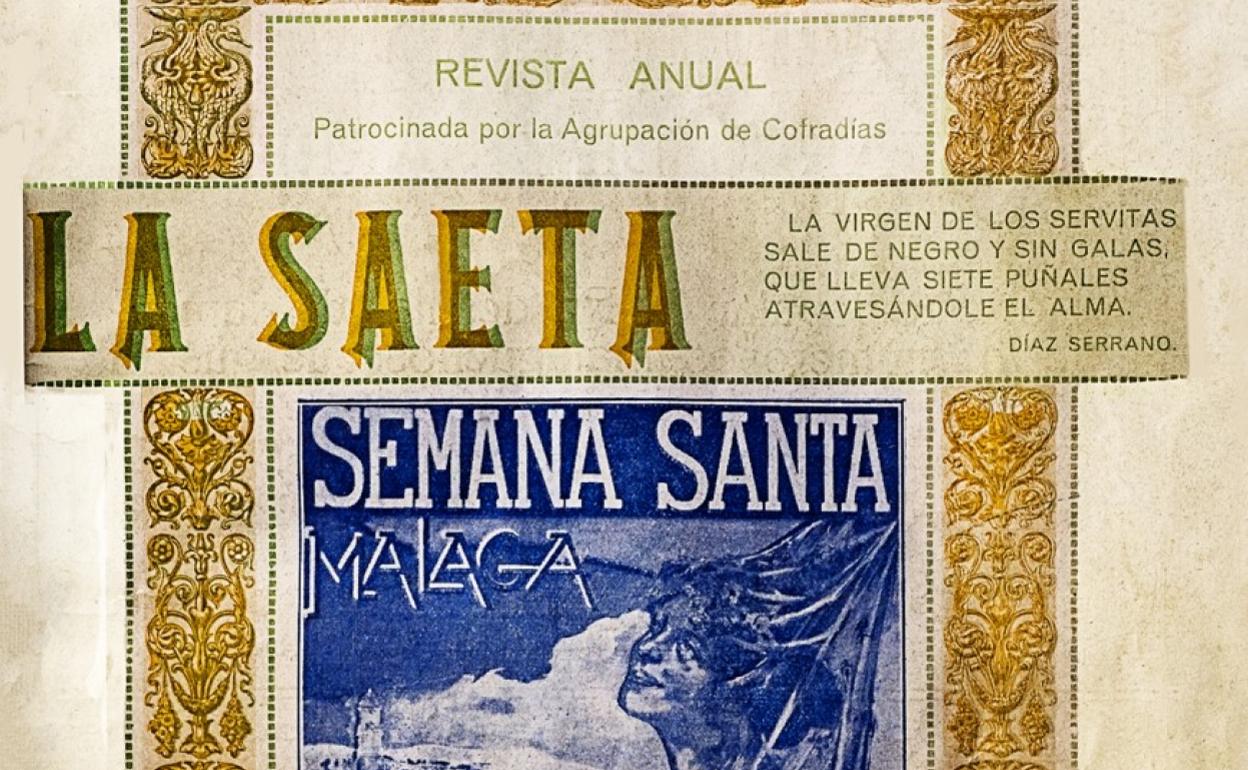 REVISTA ANUAL
Patrocinada por la Agrupación de Cofradías
LA SAETA
LA VIRGEN DE LOS SERVITAS
SALE DE NEGRO Y SIN GALAS,
QUE LLEVA SIETE PUÑALES
ATRAVESÁNDOLE EL ALMA.
DÍAZ SERRANO.
SEMANA SANTA
MALAGA